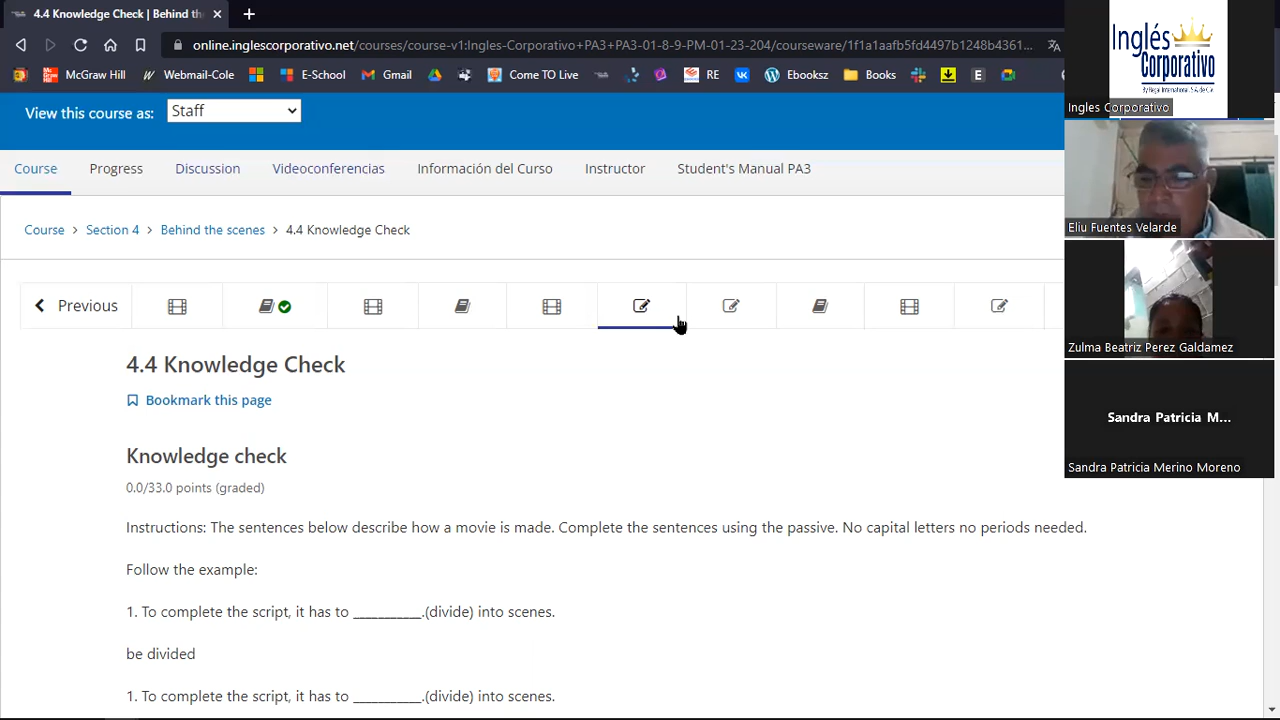 4.4 Knowledge Check | Behind th
online.inglescorporativo.net/courses/course-v1:Ingles-Corporativo+PA3+PA3-01-8-9-PM-01-23-204/courseware/1f1a1aafb5fd4497b1248b4361...
McGraw Hill
Webmail-Cole
E-School
Gmail
Come TO Live
RE
Ebooksz
Books
View this course as:
Staff
Course
Progress
Discussion
Videoconferencias
Información del Curso
Instructor
Student's Manual PA3
Course > Section 4 > Behind the scenes > 4.4 Knowledge Check
Previous
4.4 Knowledge Check
Bookmark this page
Knowledge check
0.0/33.0 points (graded)
Instructions: The sentences below describe how a movie is made. Complete the sentences using the passive. No capital letters no periods needed.
Follow the example:
1. To complete the script, it has to __________.(divide) into scenes.
be divided
1. To complete the script, it has to __________.(divide) into scenes.
Inglés
Corporativo
By Regal International, S.A. de C.V.
Ingles Corporativo
Eliu Fuentes Velarde
Zulma Beatriz Perez Galdamez
Sandra Patricia M...
Sandra Patricia Merino Moreno